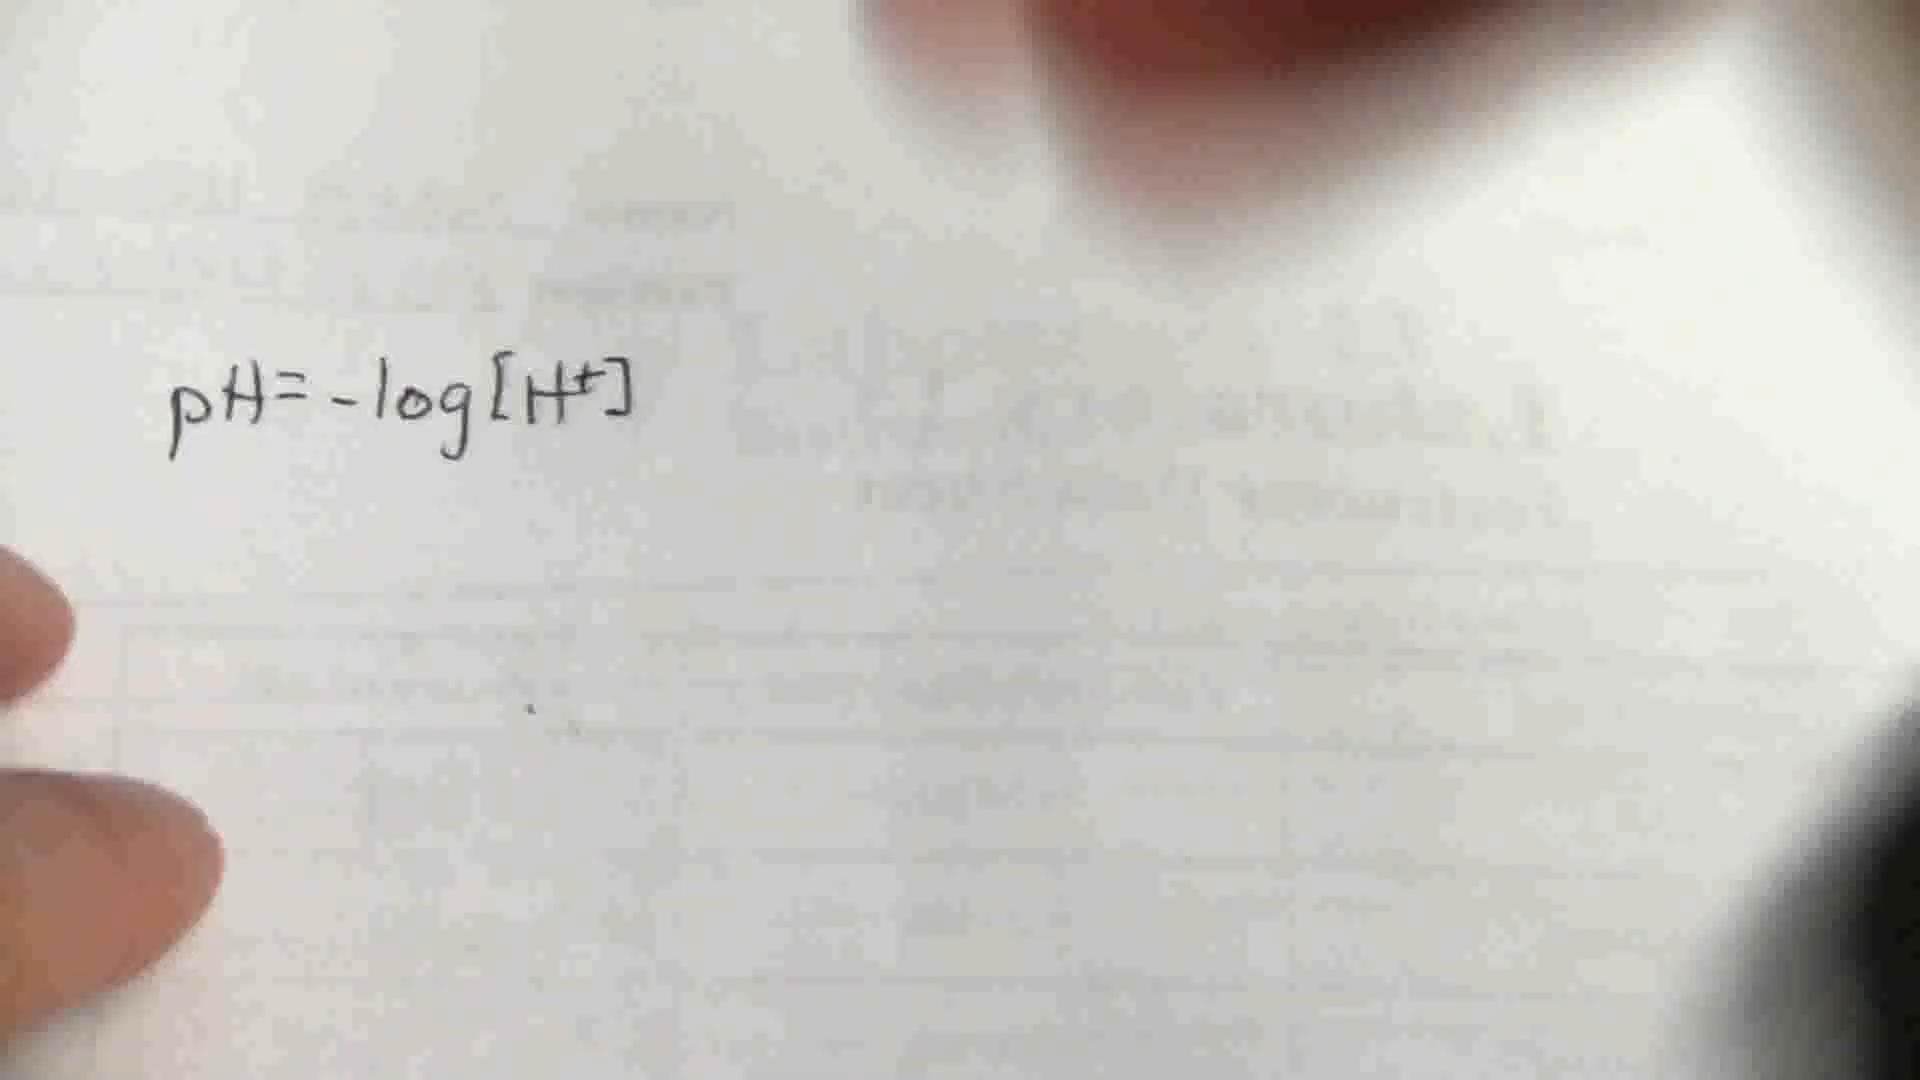 pH = -log[H⁺]